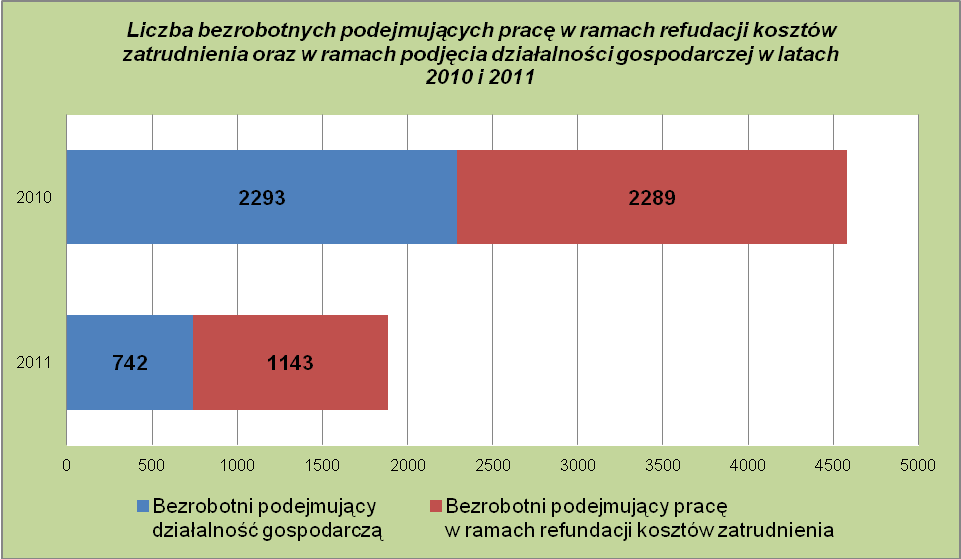 Liczba bezrobotnych podejmujących pracę w ramach refudacji kosztów
zatrudnienia oraz w ramach podjęcia działalności gospodarczej w latach
2010 i 2011
2010
2293
2289
2011
742
1143
0 500 1000 1500 2000 2500 3000 3500 4000 4500 5000
Bezrobotni podejmujący
działalność gospodarczą
Bezrobotni podejmujący pracę
w ramach refundacji kosztów zatrudnienia